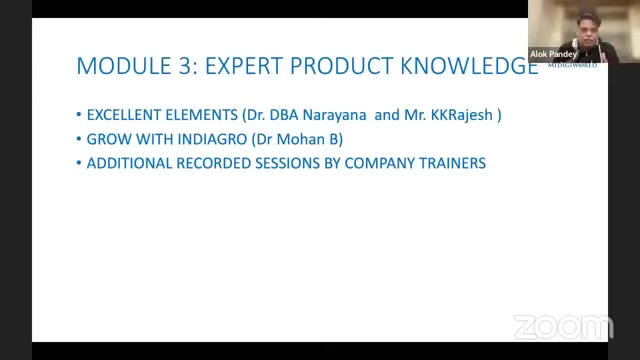 Alok Pandey
MIDIGIWORLD
MODULE 3: EXPERT PRODUCT KNOWLEDGE
• EXCELLENT ELEMENTS (Dr. DBA Narayana and Mr. KKRajesh )
• GROW WITH INDIAGRO (Dr Mohan B)
• ADDITIONAL RECORDED SESSIONS BY COMPANY TRAINERS
zoom